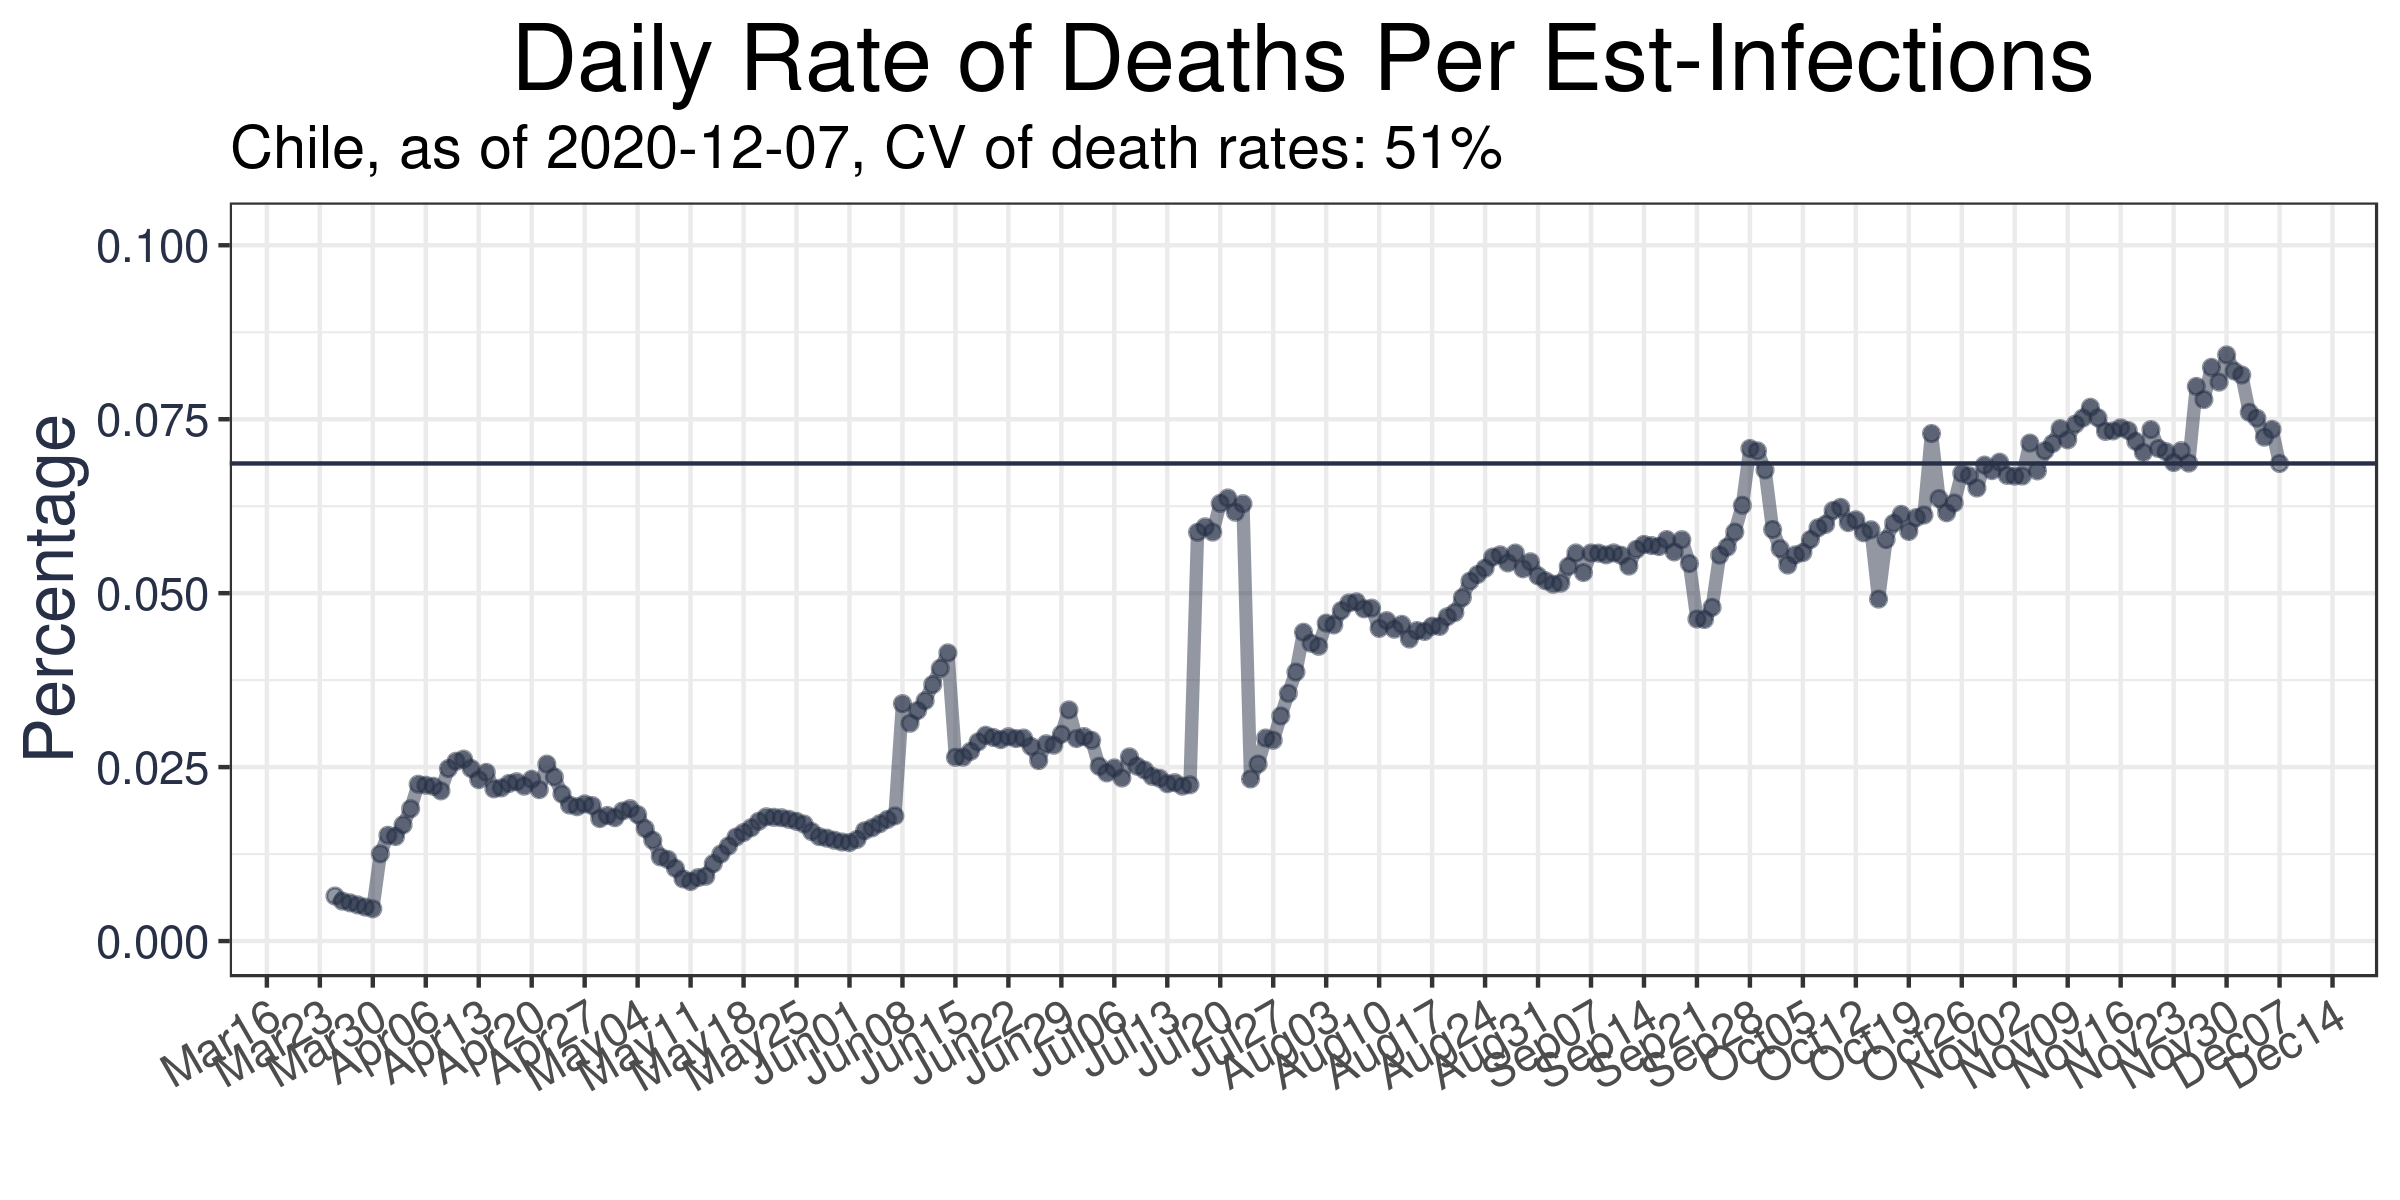 Daily Rate of Deaths Per Est-Infections
Chile, as of 2020-12-07, CV of death rates: 51%
Percentage
0.100
0.075
0.050
0.025
0.000
Mar16
Mar23
Mar30
Apr06
Apr13
Apr20
Apr27
May04
May11
May18
May25
Jun01
Jun08
Jun15
Jun22
Jun29
Jul06
Jul13
Jul20
Jul27
Aug03
Aug10
Aug17
Aug24
Aug31
Sep07
Sep14
Sep21
Sep28
Oct05
Oct12
Oct19
Oct26
Nov02
Nov09
Nov16
Nov23
Nov30
Dec07
Dec14